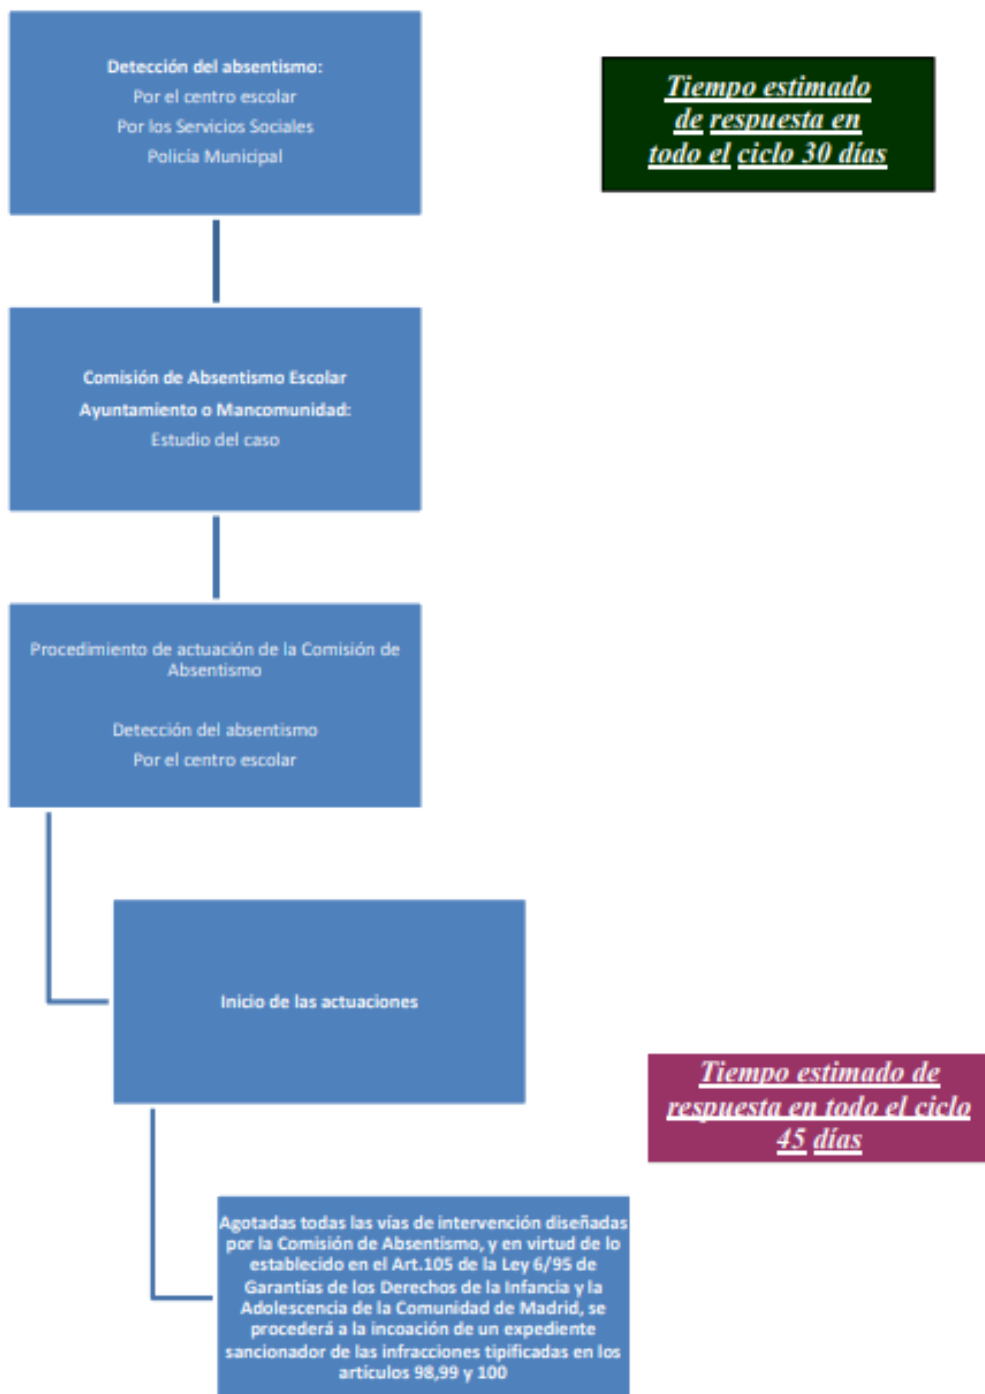 Detección del absentismo:
Por el centro escolar
Por los Servicios Sociales
Policía Municipal
Tiempo estimado
de respuesta en
todo el ciclo 30 días
Comisión de Absentismo Escolar
Ayuntamiento o Mancomunidad:
Estudio del caso
Procedimiento de actuación de la Comisión de
Absentismo
Detección del absentismo
Por el centro escolar
Inicio de las actuaciones
Tiempo estimado de
respuesta en todo el ciclo
45 días
Agotadas todas las vías de intervención diseñadas
por la Comisión de Absentismo, y en virtud de lo
establecido en el Art.105 de la Ley 6/95 de
Garantías de los Derechos de la Infancia y la
Adolescencia de la Comunidad de Madrid, se
procederá a la incoación de un expediente
sancionador de las infracciones tipificadas en los
artículos 98,99 y 100